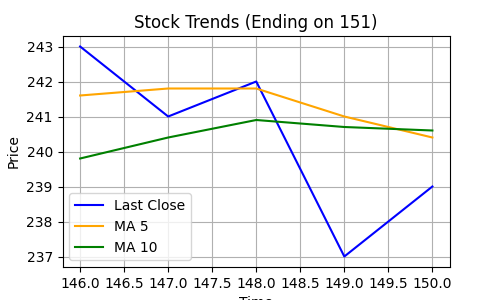 Stock Trends (Ending on 151)
Price
243
242
241
240
239
238
237
Last Close
MA 5
MA 10
146.0 146.5 147.0 147.5 148.0 148.5 149.0 149.5 150.0
Time